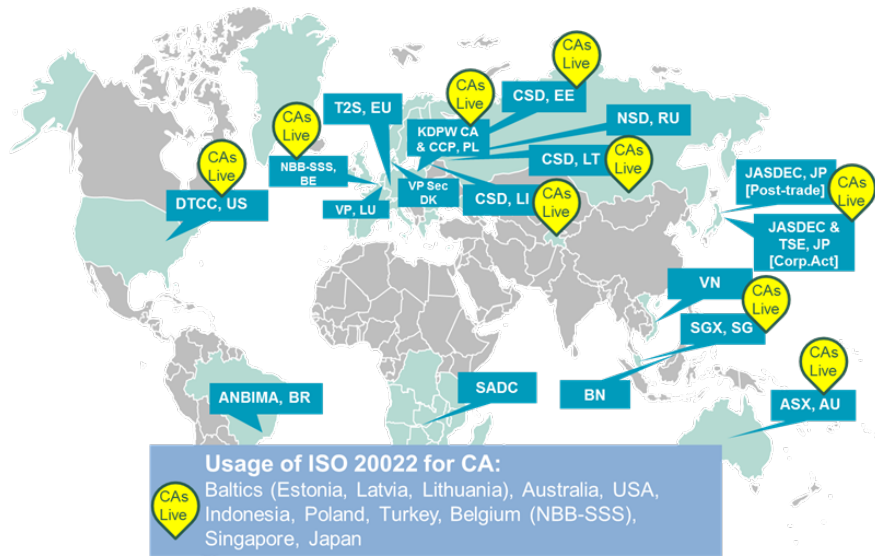 CAs
Live
T2S, EU
CSD, EE
CAs
Live
KDPW CA
& CCP, PL
NSD, RU
CAs
Live
NBB-SSS,
BE
CSD, LT
CAs
Live
JASDEC, JP
[Post-trade]
CAs
Live
DTCC, US
VP, LU
VP Sec
DK
CSD, LI
CAs
Live
CAs
Live
JASDEC &
TSE, JP
[Corp.Act]
VN
CAs
Live
SGX, SG
CAs
Live
ANBIMA, BR
SADC
BN
ASX, AU
Usage of ISO 20022 for CA:
CAs
Live
Baltics (Estonia, Latvia, Lithuania), Australia, USA,
Indonesia, Poland, Turkey, Belgium (NBB-SSS),
Singapore, Japan